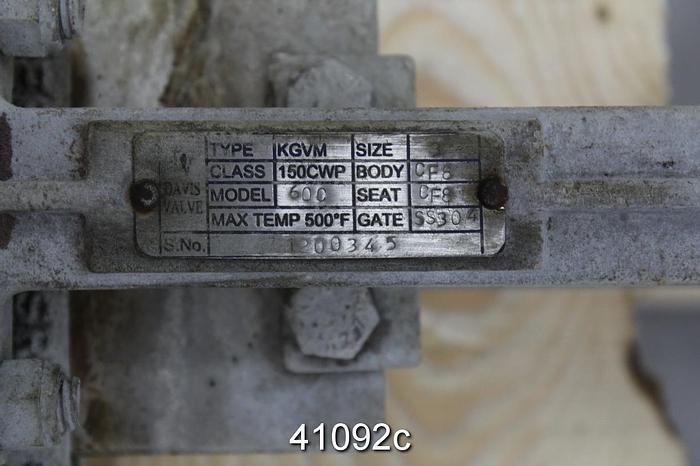 TYPE KGVM SIZE
CLASS 150CWP BODY CF8
DAVIS VALVE MODEL 600 SEAT CF8
MAX TEMP 500°F GATE SS304
S.No. 1200345
41092c